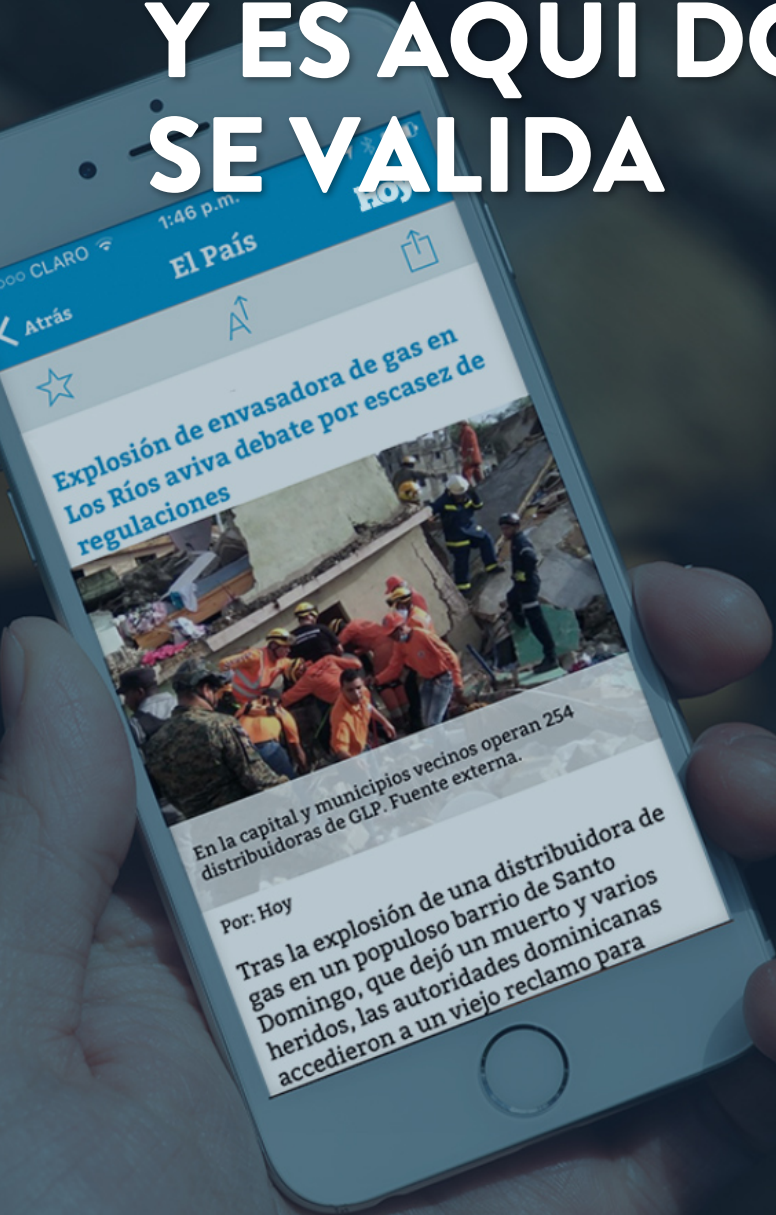 Y ES AQUI DO
SE VALIDA
CLARO
1:46 p.m.
Hoy
Atrás
El País
A
Explosión de envasadora de gas en
Los Ríos aviva debate por escasez de
regulaciones
En la capital y municipios vecinos operan 254
distribuidoras de GLP. Fuente externa.
Por: Hoy
Tras la explosión de una distribuidora de
gas en un populoso barrio de Santo
Domingo, que dejó un muerto y varios
heridos, las autoridades dominicanas
accedieron a un viejo reclamo para